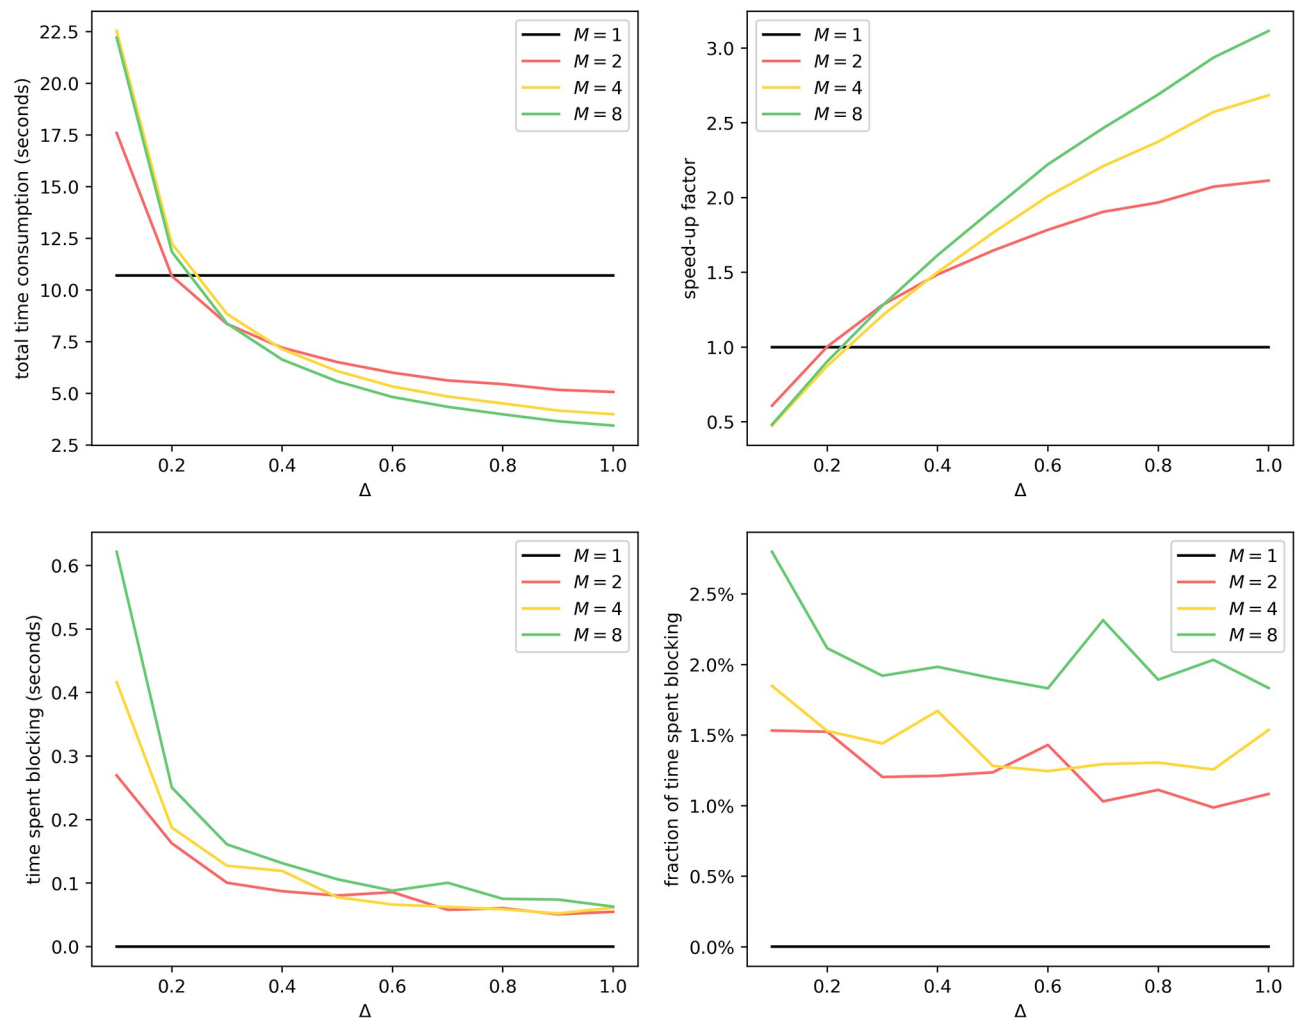 total time consumption (seconds)
22.5
20.0
17.5
15.0
12.5
10.0
7.5
5.0
2.5
0.2
0.4
0.6
0.8
1.0
Δ
M = 1
M = 2
M = 4
M = 8
speed-up factor
3.0
2.5
2.0
1.5
1.0
0.5
0.2
0.4
0.6
0.8
1.0
Δ
M = 1
M = 2
M = 4
M = 8
time spent blocking (seconds)
0.6
0.5
0.4
0.3
0.2
0.1
0.0
0.2
0.4
0.6
0.8
1.0
Δ
M = 1
M = 2
M = 4
M = 8
fraction of time spent blocking
2.5%
2.0%
1.5%
1.0%
0.5%
0.0%
0.2
0.4
0.6
0.8
1.0
Δ
M = 1
M = 2
M = 4
M = 8